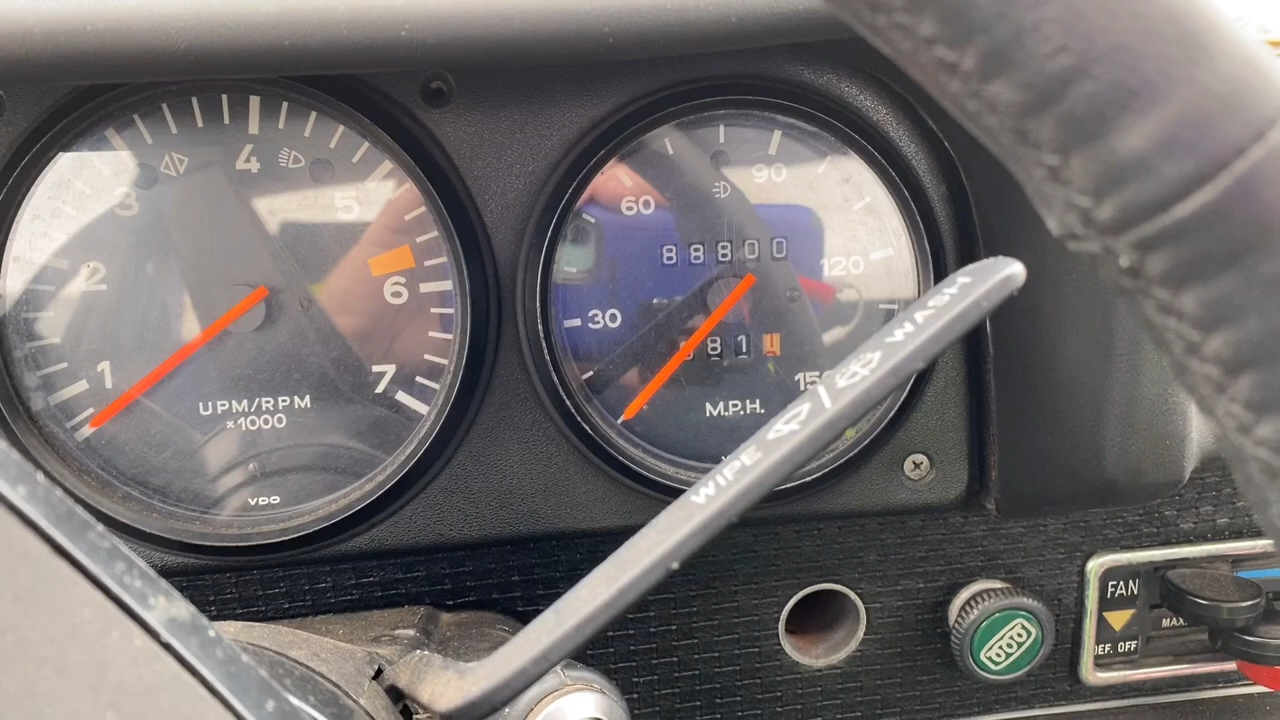 1
2
3
4
5
6
7
UPM/RPM
×1000
VDO
30
60
90
120
88800
81
M.P.H.
WIPE / WASH
FAN
MAX.
DEF. OFF